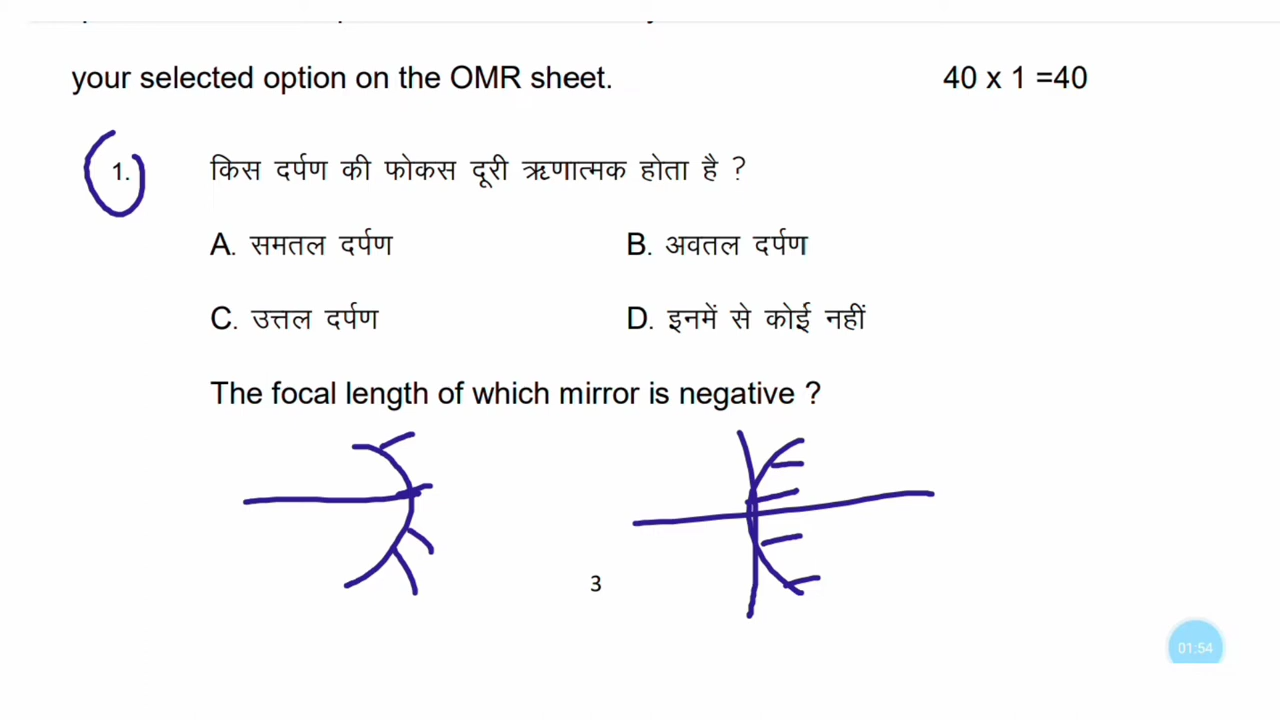 your selected option on the OMR sheet. 40 x 1 =40
1. किस दर्पण की फोकस दूरी ऋणात्मक होता है ?
A. समतल दर्पण B. अवतल दर्पण
C. उत्तल दर्पण D. इनमें से कोई नहीं
The focal length of which mirror is negative ?
3
01:54